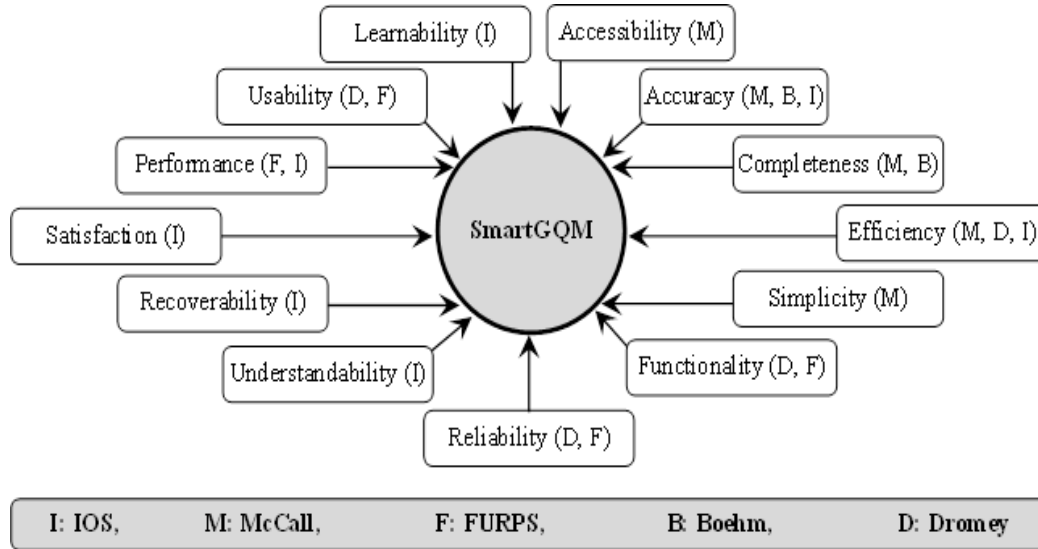 Learnability (I)
Accessibility (M)
Usability (D, F)
Accuracy (M, B, I)
Performance (F, I)
Completeness (M, B)
Satisfaction (I)
SmartGQM
Efficiency (M, D, I)
Recoverability (I)
Simplicity (M)
Understandability (I)
Functionality (D, F)
Reliability (D, F)
I: IOS, M: McCall, F: FURPS, B: Boehm, D: Dromey